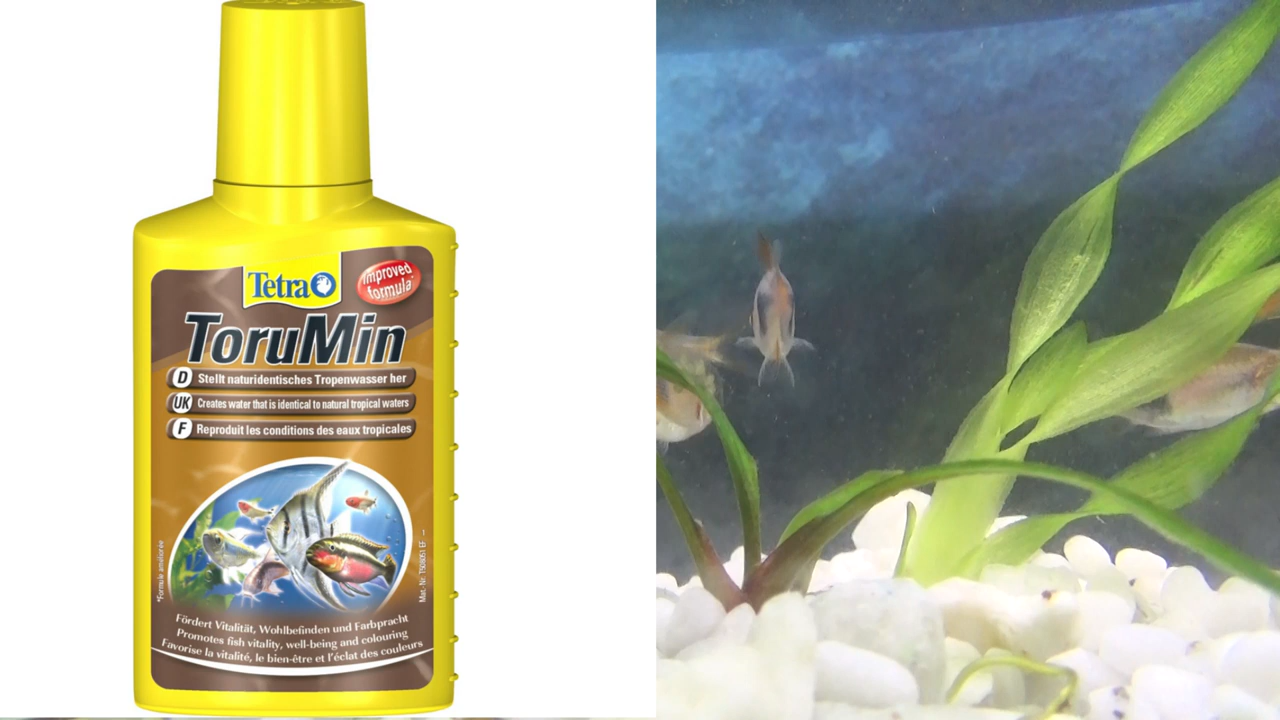 Tetra
Improved
formula*
ToruMin
D Stellt naturidentisches Tropenwasser her
UK Creates water that is identical to natural tropical waters
F Reproduit les conditions des eaux tropicales
*Formule améliorée
Fördert Vitalität, Wohlbefinden und Farbpracht
Promotes fish vitality, well-being and colouring
Favorise la vitalité, le bien-être et l'éclat des couleurs